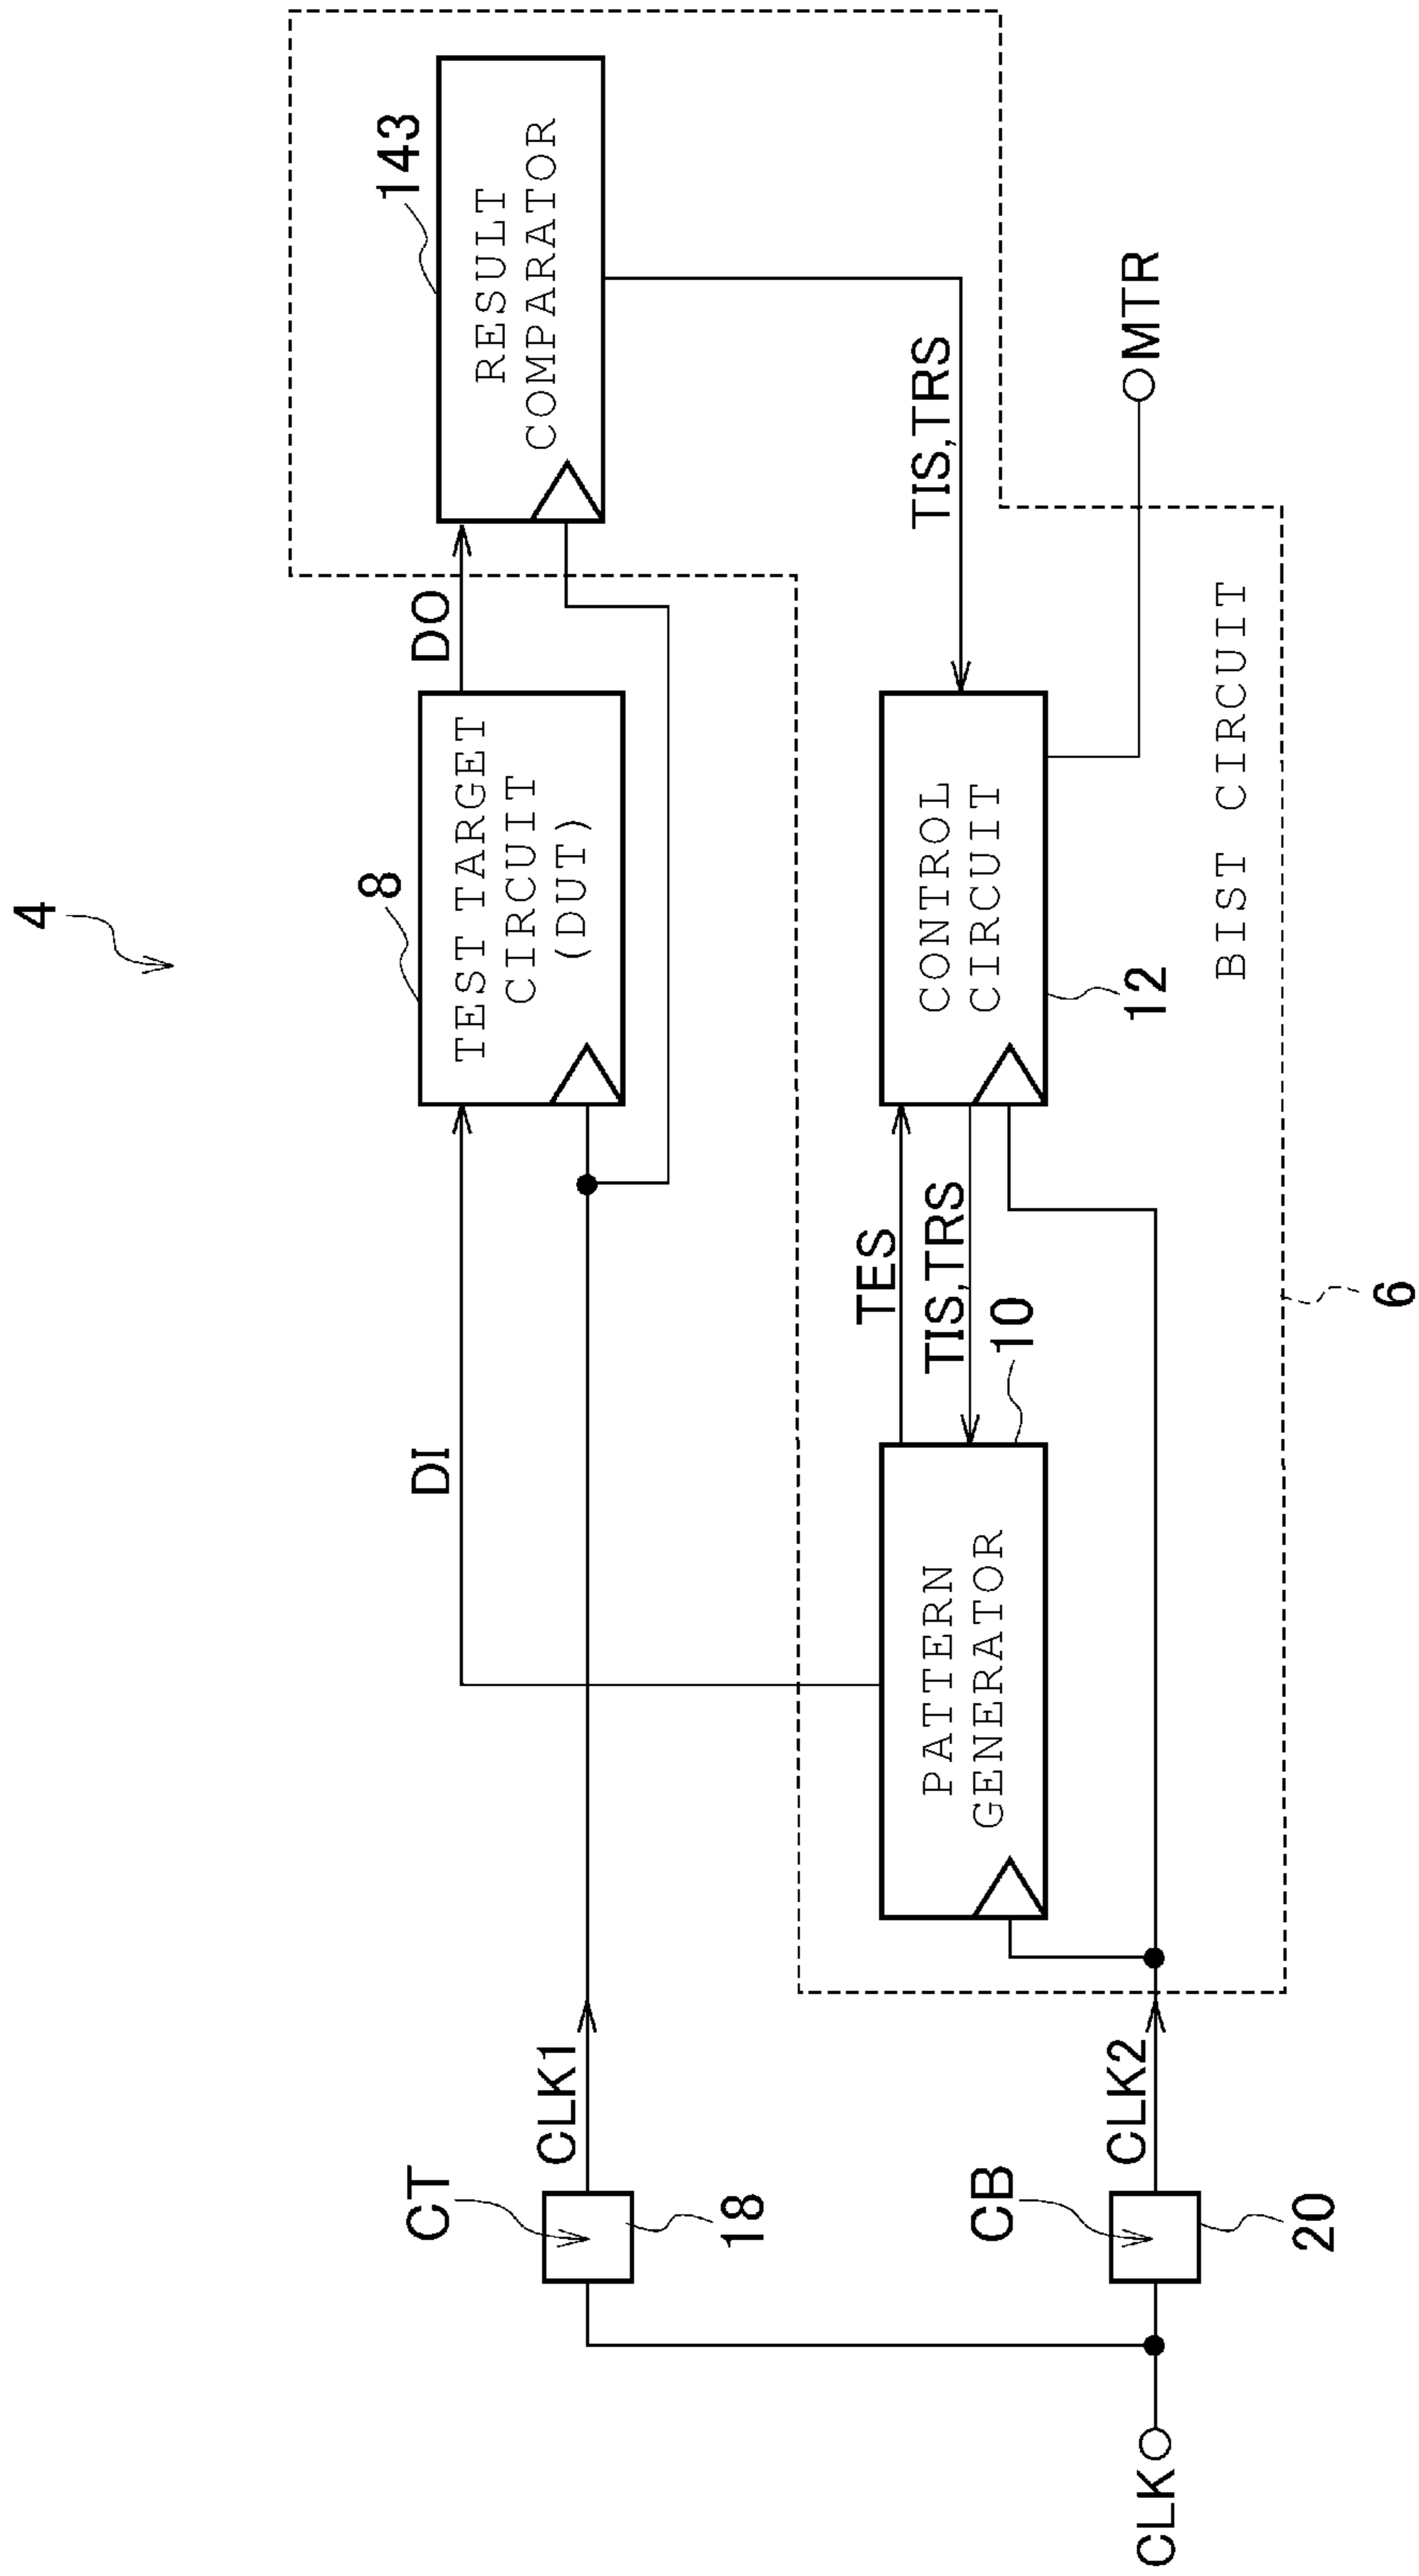 4
8
TEST TARGET
CIRCUIT
(DUT)
143
RESULT
COMPARATOR
DI
DO
CT
CLK1
18
TES
TIS,TRS
TIS,TRS
10
PATTERN
GENERATOR
CONTROL
CIRCUIT
12
MTR
CB
CLK2
20
CLK
BIST CIRCUIT
6